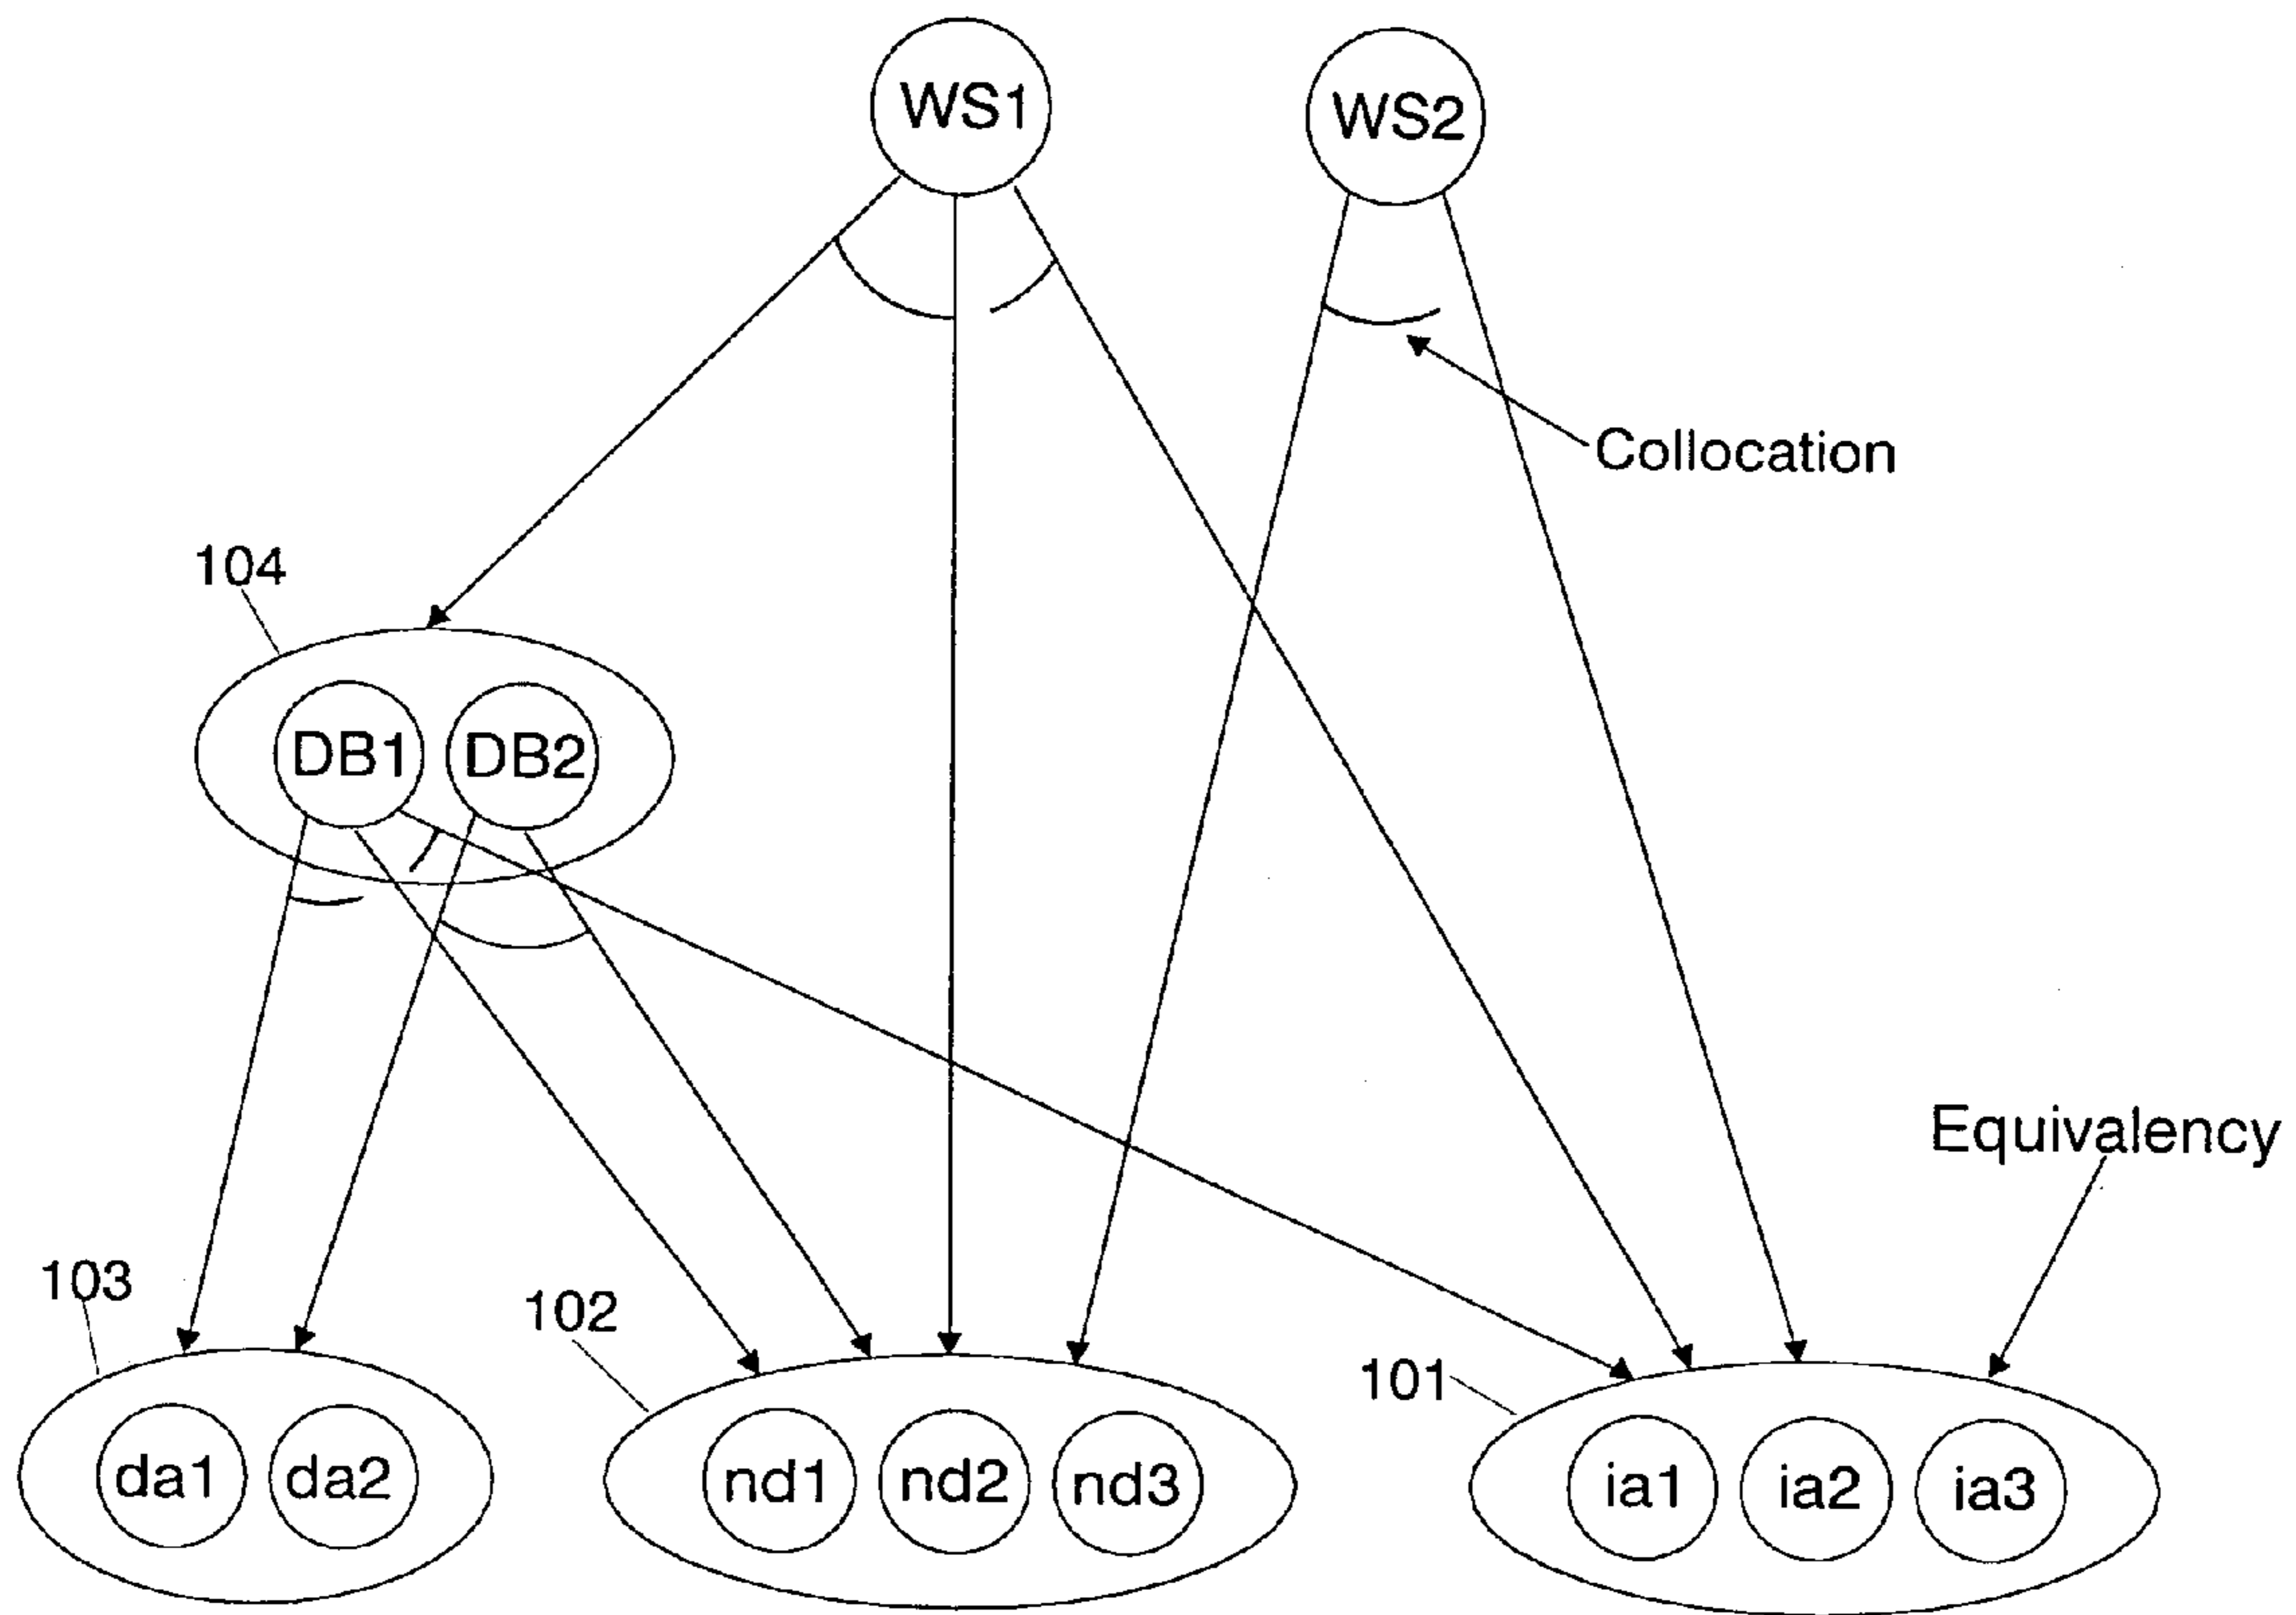 WS1
WS2
Collocation
104
DB1 DB2
Equivalency
103
102
101
da1 da2
nd1 nd2 nd3
ia1 ia2 ia3